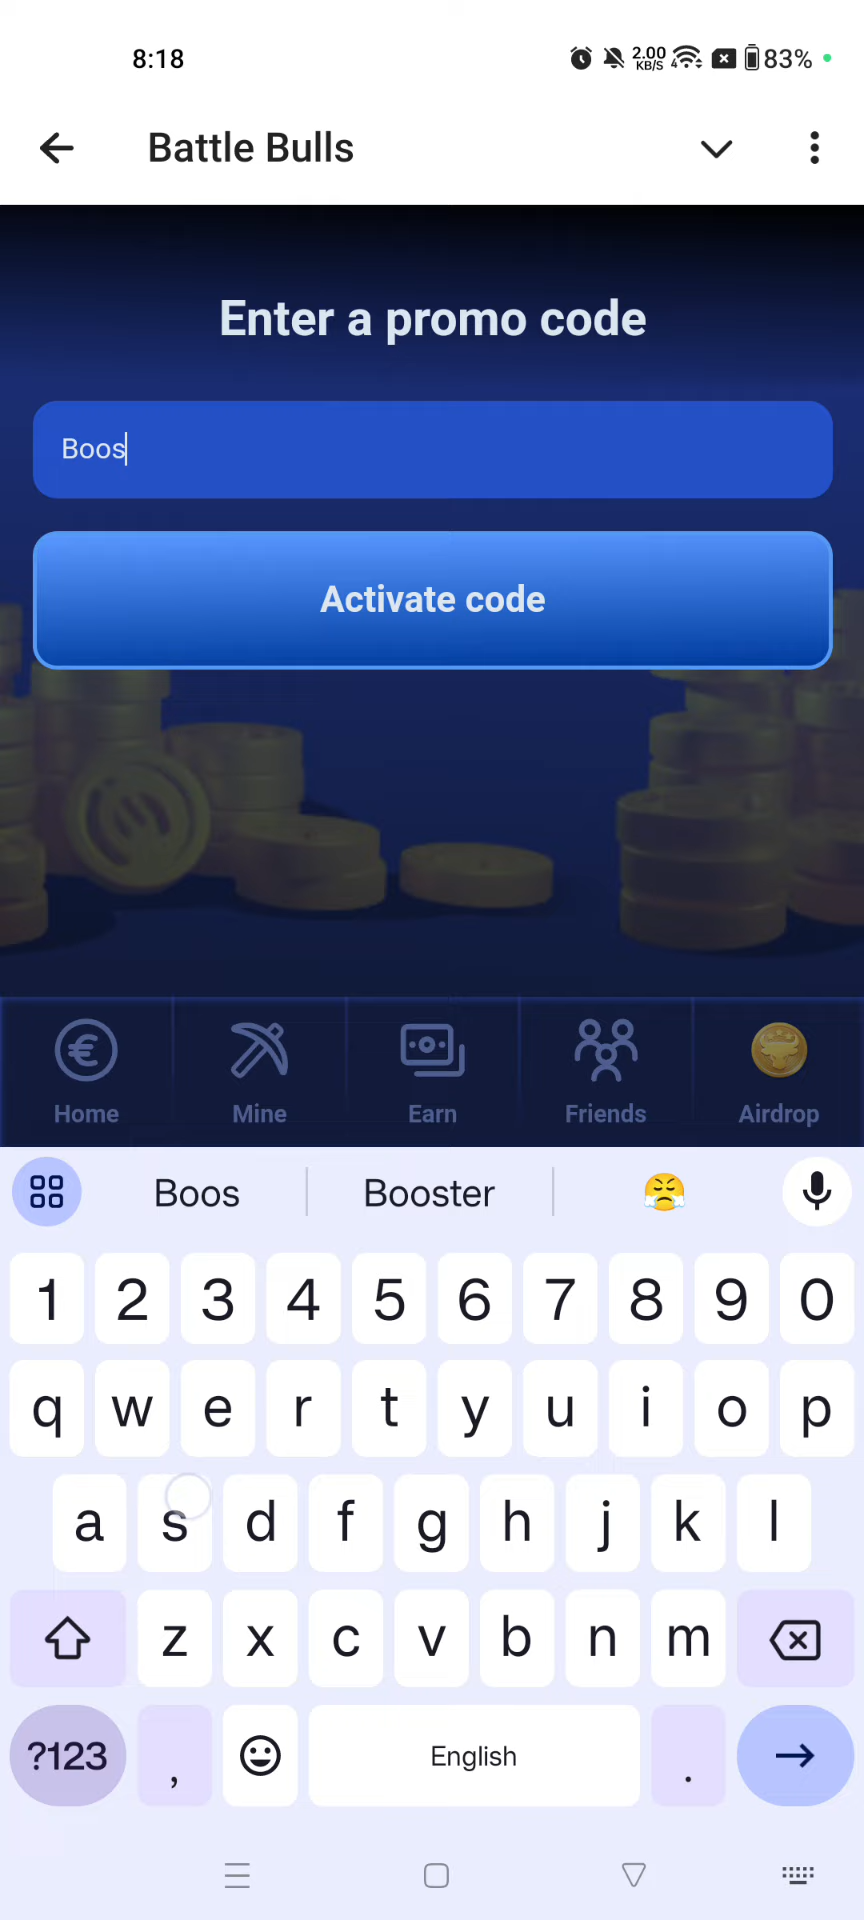 8:18
2.00
KB/S
4
83%
Battle Bulls
Enter a promo code
Boos
Activate code
Home
Mine
Earn
Friends
Airdrop
Boos
Booster
1 2 3 4 5 6 7 8 9 0
q w e r t y u i o p
a s d f g h j k l
z x c v b n m
?123 , English .